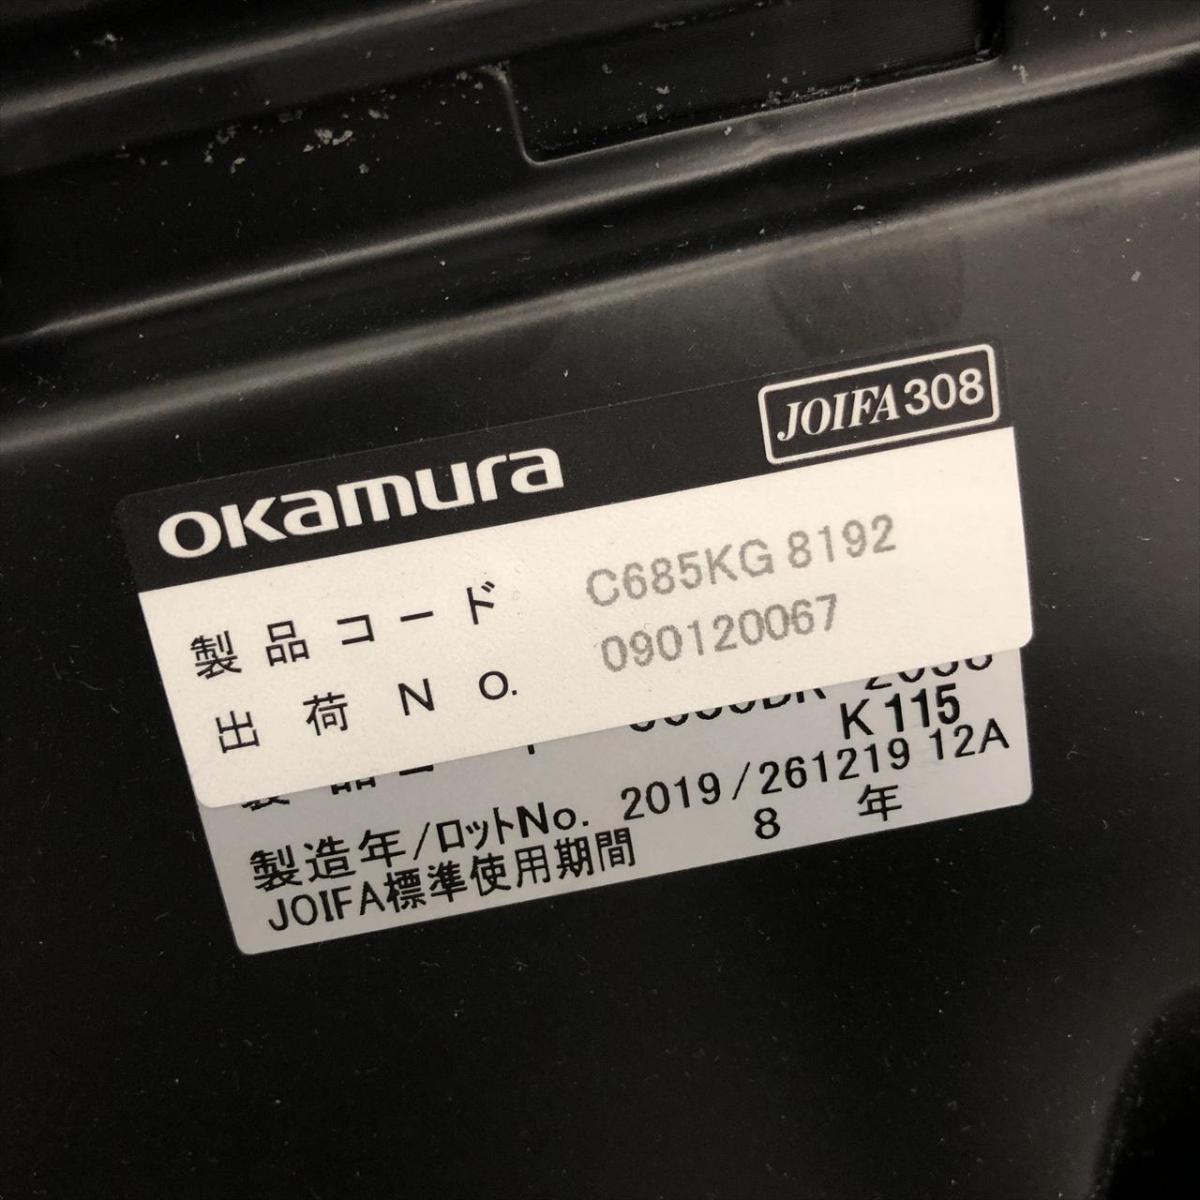 okamura
JOIFA308
製品コード C685KG 8192
出荷No. 090120067
K 115
製造年/ロットNo. 2019/261219 12A
JOIFA標準使用期間 8 年